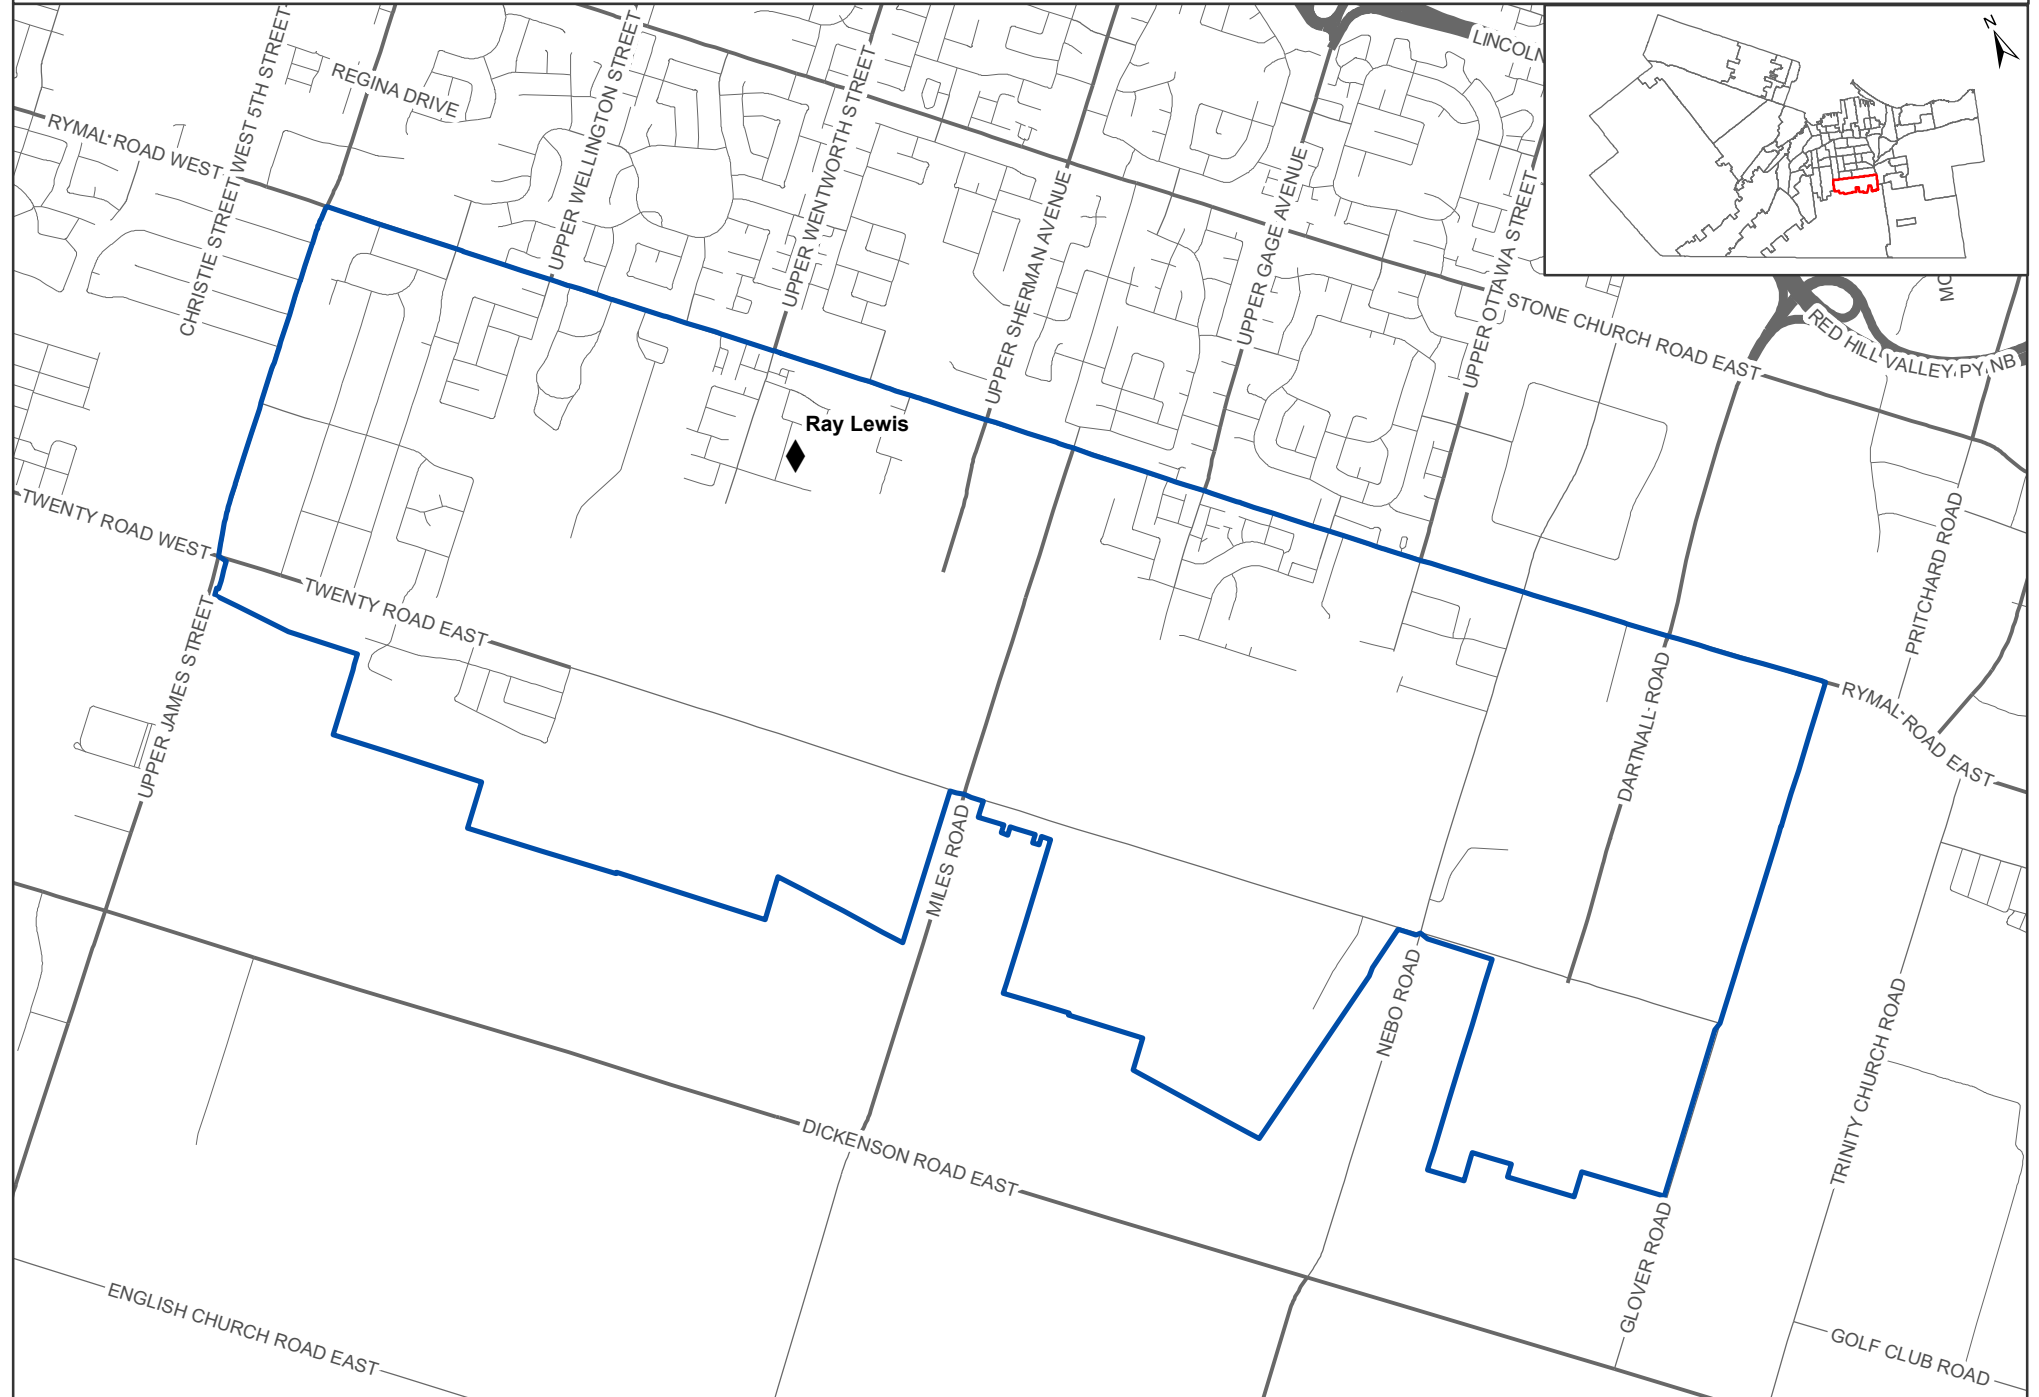 LINCOLN
N
REGINA DRIVE
RYMAL ROAD WEST
CHRISTIE STREET
WEST 5TH STREET
UPPER WELLINGTON STREET
UPPER WENTWORTH STREET
UPPER SHERMAN AVENUE
UPPER GAGE AVENUE
UPPER OTTAWA STREET
STONE CHURCH ROAD EAST
RED HILL VALLEY PY NB
MO
Ray Lewis
TWENTY ROAD WEST
TWENTY ROAD EAST
PRITCHARD ROAD
UPPER JAMES STREET
DARTNALL ROAD
RYMAL ROAD EAST
MILES ROAD
NEBO ROAD
TRINITY CHURCH ROAD
DICKENSON ROAD EAST
GLOVER ROAD
ENGLISH CHURCH ROAD EAST
GOLF CLUB ROAD